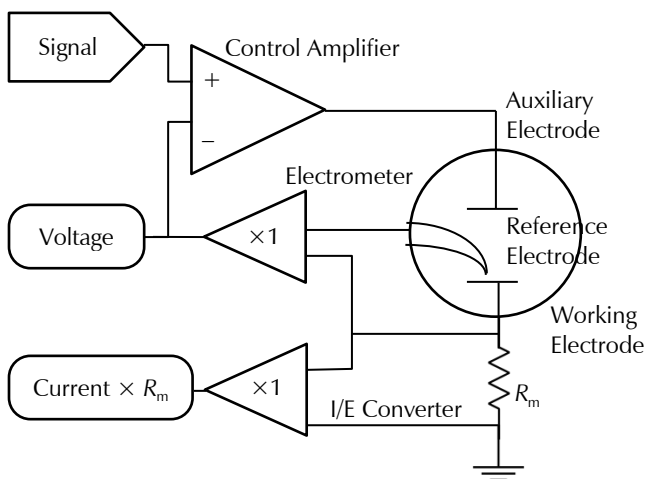 Signal
Control Amplifier
+
−
Auxiliary
Electrode
Electrometer
Voltage
×1
Reference
Electrode
Working
Electrode
Current × Rm
×1
I/E Converter
Rm